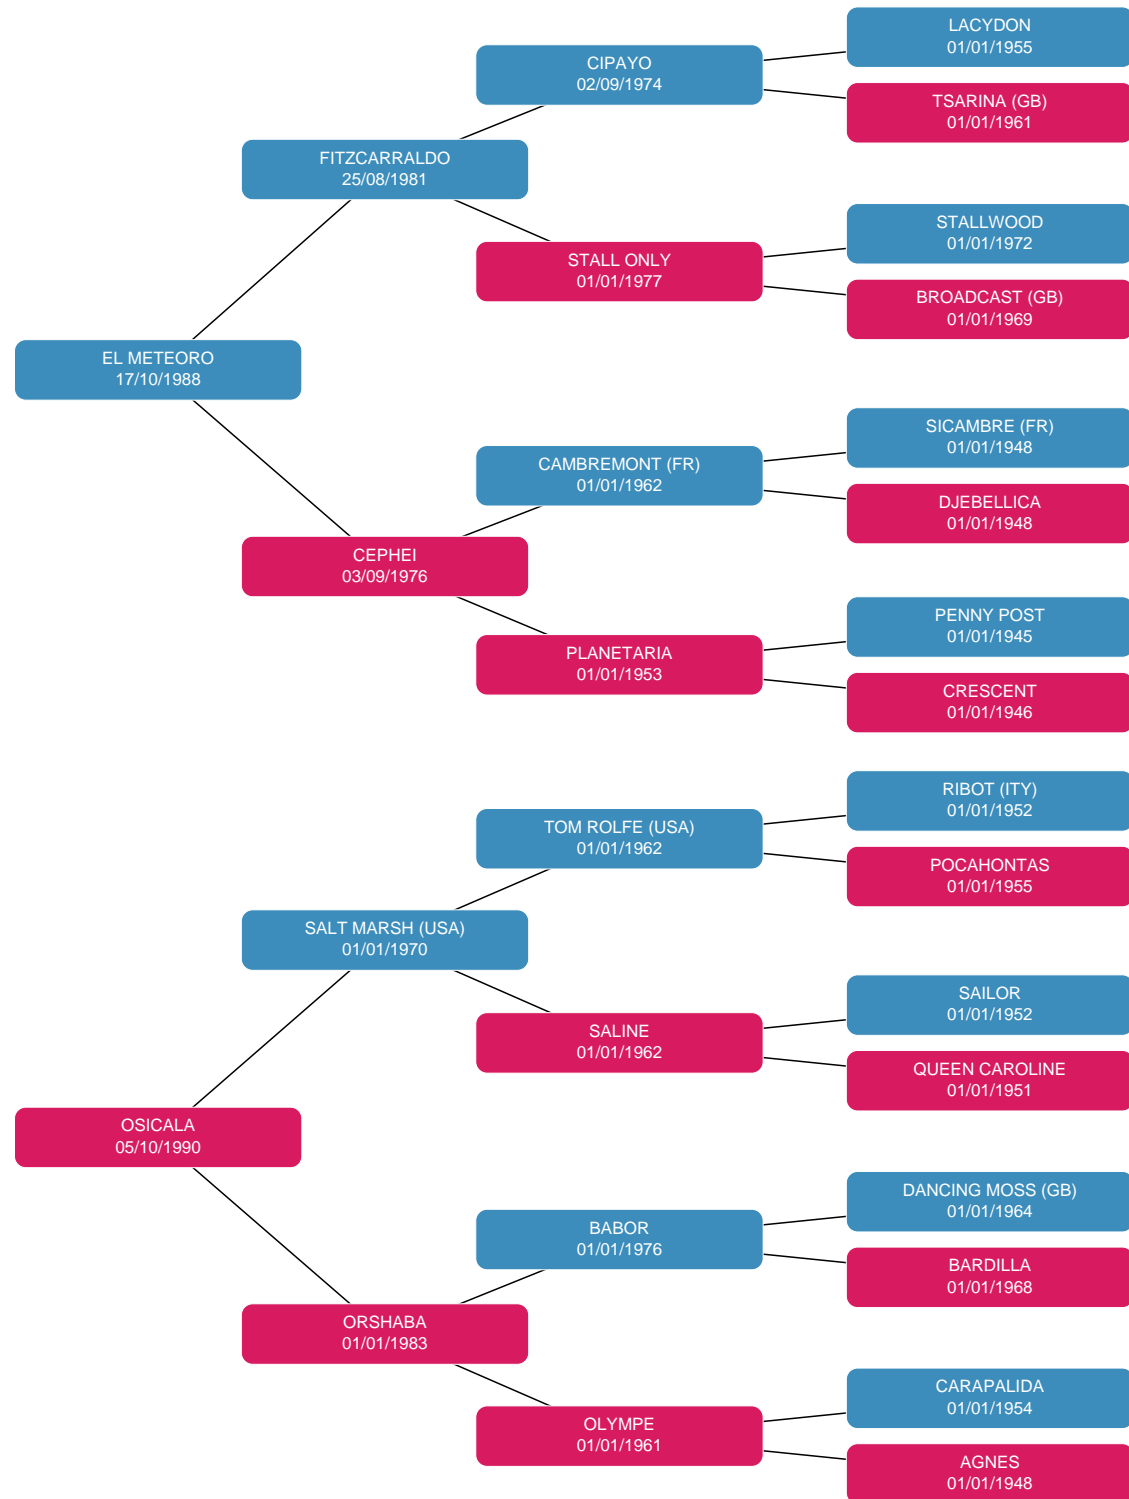 LACYDON
01/01/1955
CIPAYO
02/09/1974
TSARINA (GB)
01/01/1961
FITZCARRALDO
25/08/1981
STALLWOOD
01/01/1972
STALL ONLY
01/01/1977
BROADCAST (GB)
01/01/1969
EL METEORO
17/10/1988
SICAMBRE (FR)
01/01/1948
CAMBREMONT (FR)
01/01/1962
DJEBELLICA
01/01/1948
CEPHEI
03/09/1976
PENNY POST
01/01/1945
PLANETARIA
01/01/1953
CRESCENT
01/01/1946
RIBOT (ITY)
01/01/1952
TOM ROLFE (USA)
01/01/1962
POCAHONTAS
01/01/1955
SALT MARSH (USA)
01/01/1970
SAILOR
01/01/1952
SALINE
01/01/1962
QUEEN CAROLINE
01/01/1951
OSICALA
05/10/1990
DANCING MOSS (GB)
01/01/1964
BABOR
01/01/1976
BARDILLA
01/01/1968
ORSHABA
01/01/1983
CARAPALIDA
01/01/1954
OLYMPE
01/01/1961
AGNES
01/01/1948